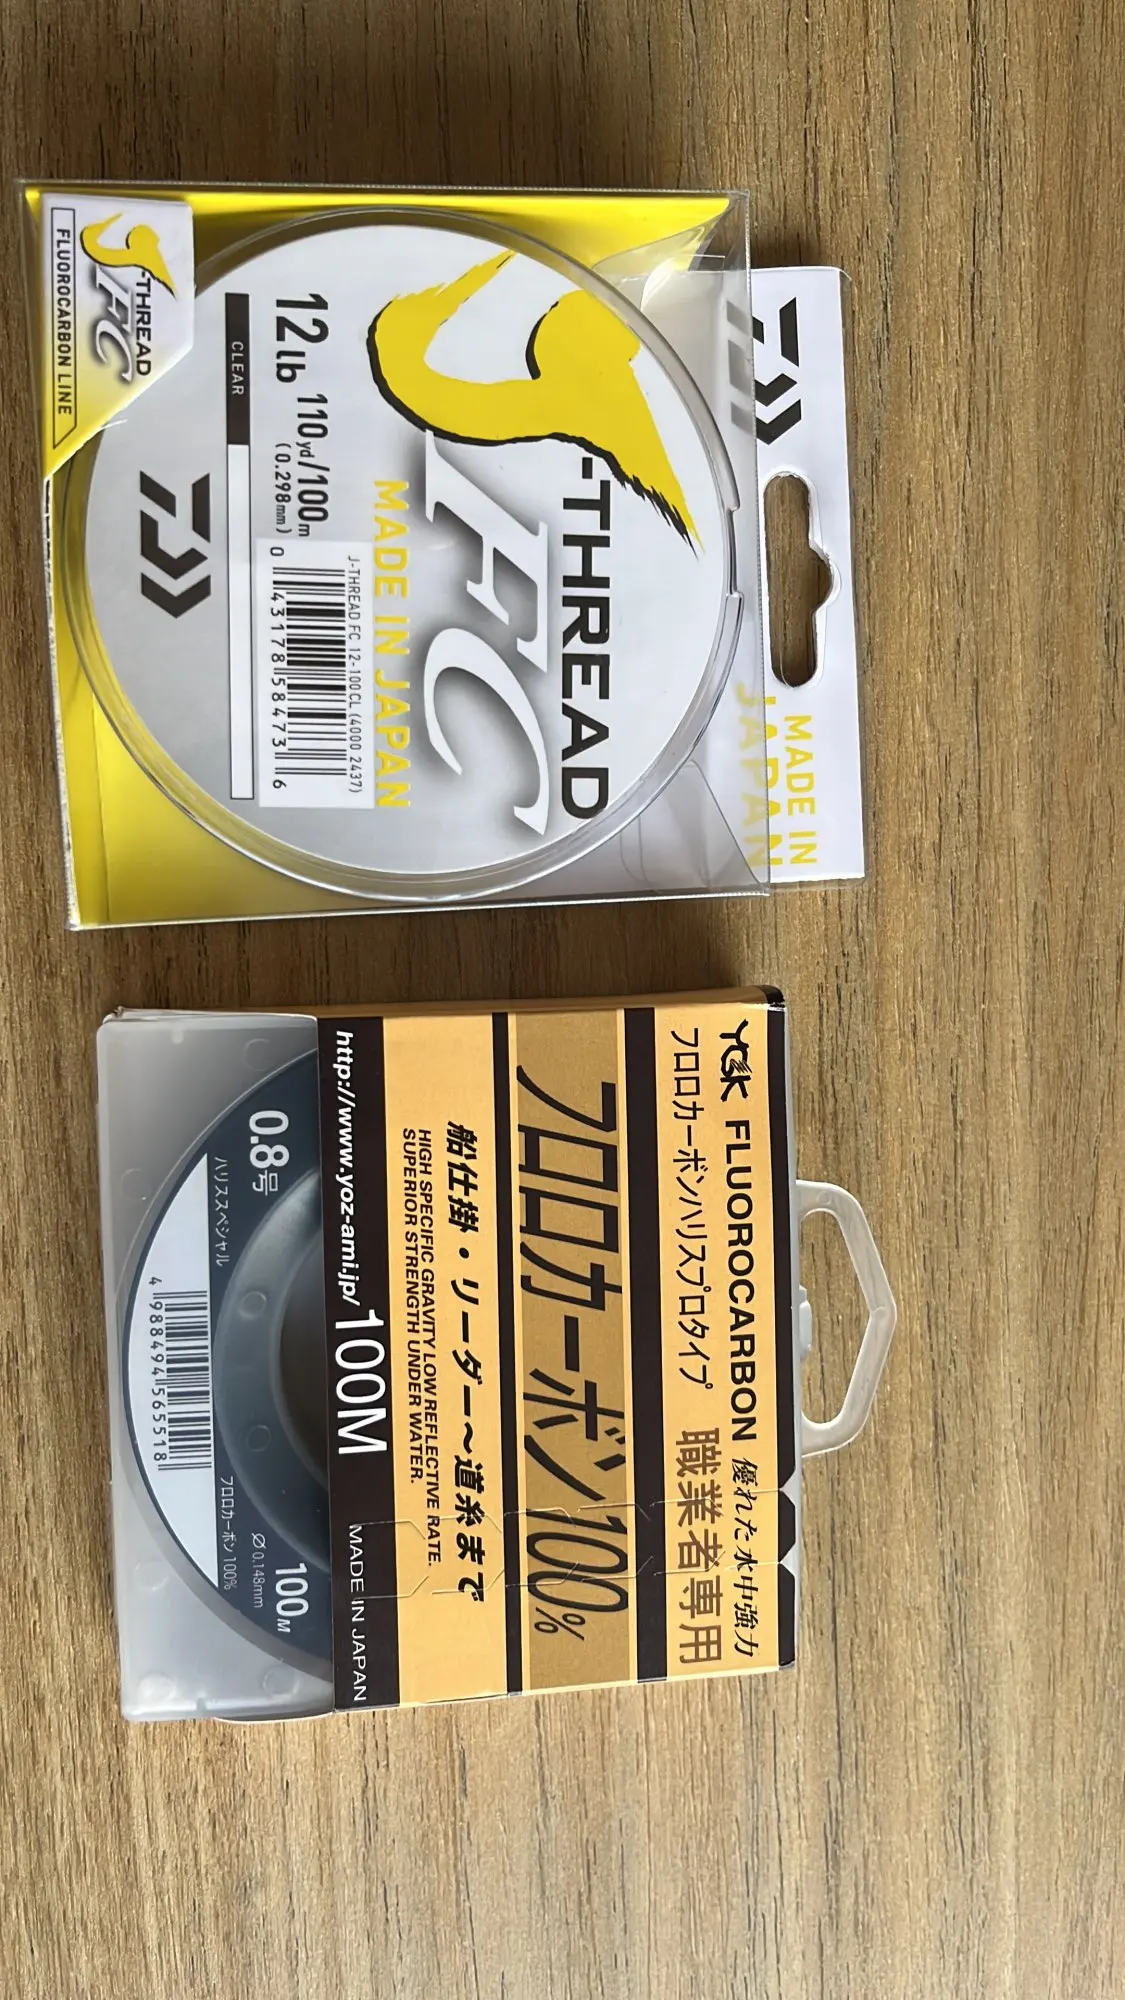 J-THREAD
FC
FLUOROCARBON LINE
MADE IN
JAPAN
J-THREAD
FC
MADE IN JAPAN
12lb 110yd/100m
(0.298mm)
CLEAR
J-THREAD FC 12-100CL (4000 2437)
0 43178 58473 6
YGK FLUOROCARBON 優れた水中強力
フロロカーボンハリスプロタイプ 職業者専用
フロロカーボン100%
船仕掛・リーダー～道糸まで
HIGH SPECIFIC GRAVITY LOW REFLECTIVE RATE.
SUPERIOR STRENGTH UNDER WATER.
http://www.yoz-ami.jp/ 100M MADE IN JAPAN
0.8号
100M
Ø0.148mm
ハリススペシャル
フロロカーボン100%
4 988494 565518